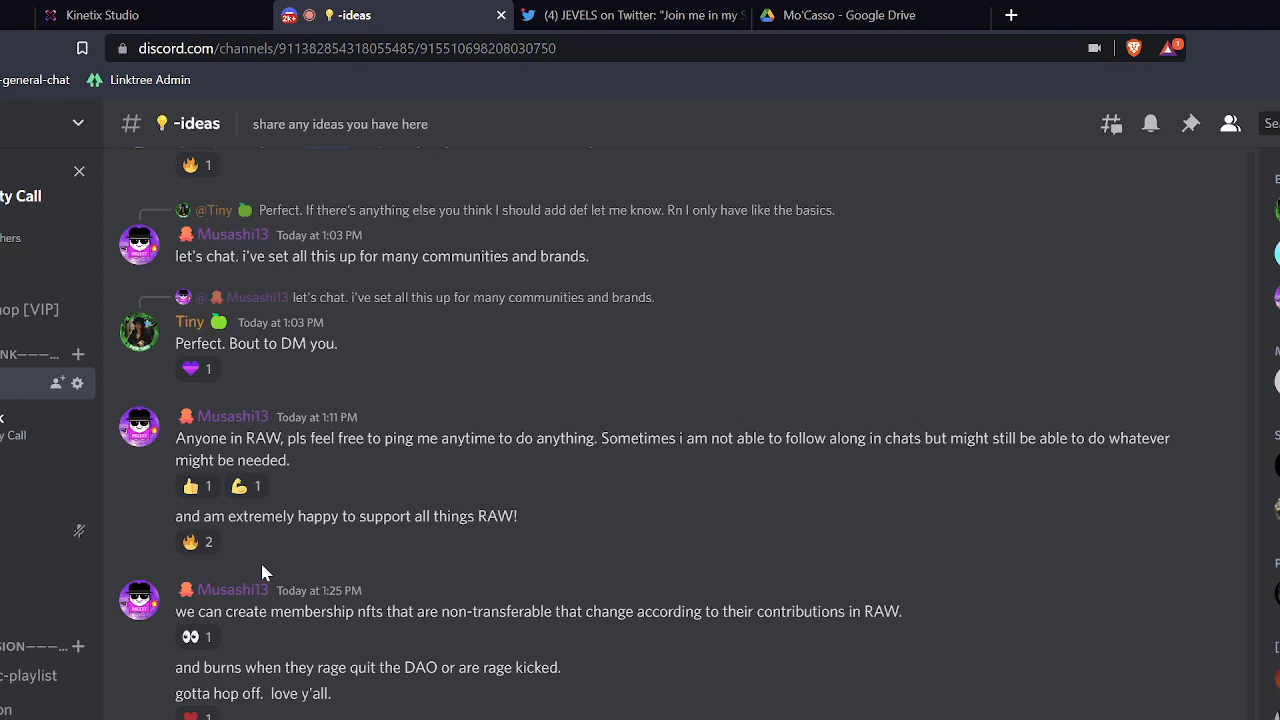 Kinetix Studio
2K+
-ideas
(4) JEVELS on Twitter: "Join me in my S
Mo'Casso - Google Drive
discord.com/channels/911382854318055485/915510698208030750
1
-general-chat
Linktree Admin
-ideas
share any ideas you have here
Sea
1
ty Call
@Tiny Perfect. If there's anything else you think I should add def let me know. Rn I only have like the basics.
Musashi13 Today at 1:03 PM
hers
let's chat. i've set all this up for many communities and brands.
@ Musashi13 let's chat. i've set all this up for many communities and brands.
hop [VIP]
Tiny Today at 1:03 PM
Perfect. Bout to DM you.
NK———...
1
Musashi13 Today at 1:11 PM
k
ty Call
Anyone in RAW, pls feel free to ping me anytime to do anything. Sometimes i am not able to follow along in chats but might still be able to do whatever
might be needed.
1 1
and am extremely happy to support all things RAW!
2
Musashi13 Today at 1:25 PM
we can create membership nfts that are non-transferable that change according to their contributions in RAW.
1
SION———...
and burns when they rage quit the DAO or are rage kicked.
c-playlist
gotta hop off. love y'all.
on
1